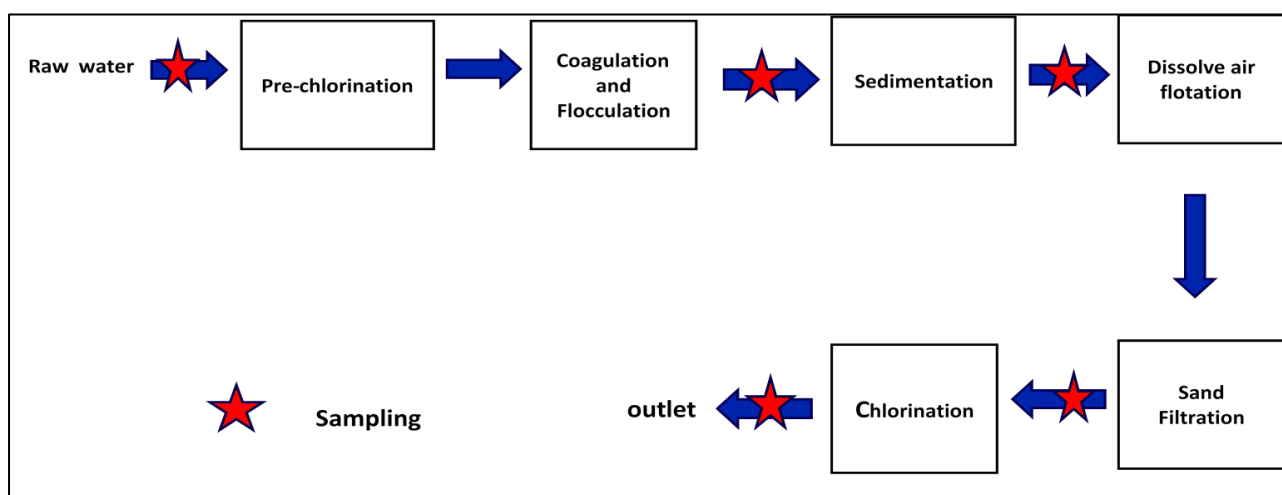 Raw water
Pre-chlorination
Coagulation
and
Flocculation
Sedimentation
Dissolve air
flotation
Sampling
outlet
Chlorination
Sand
Filtration